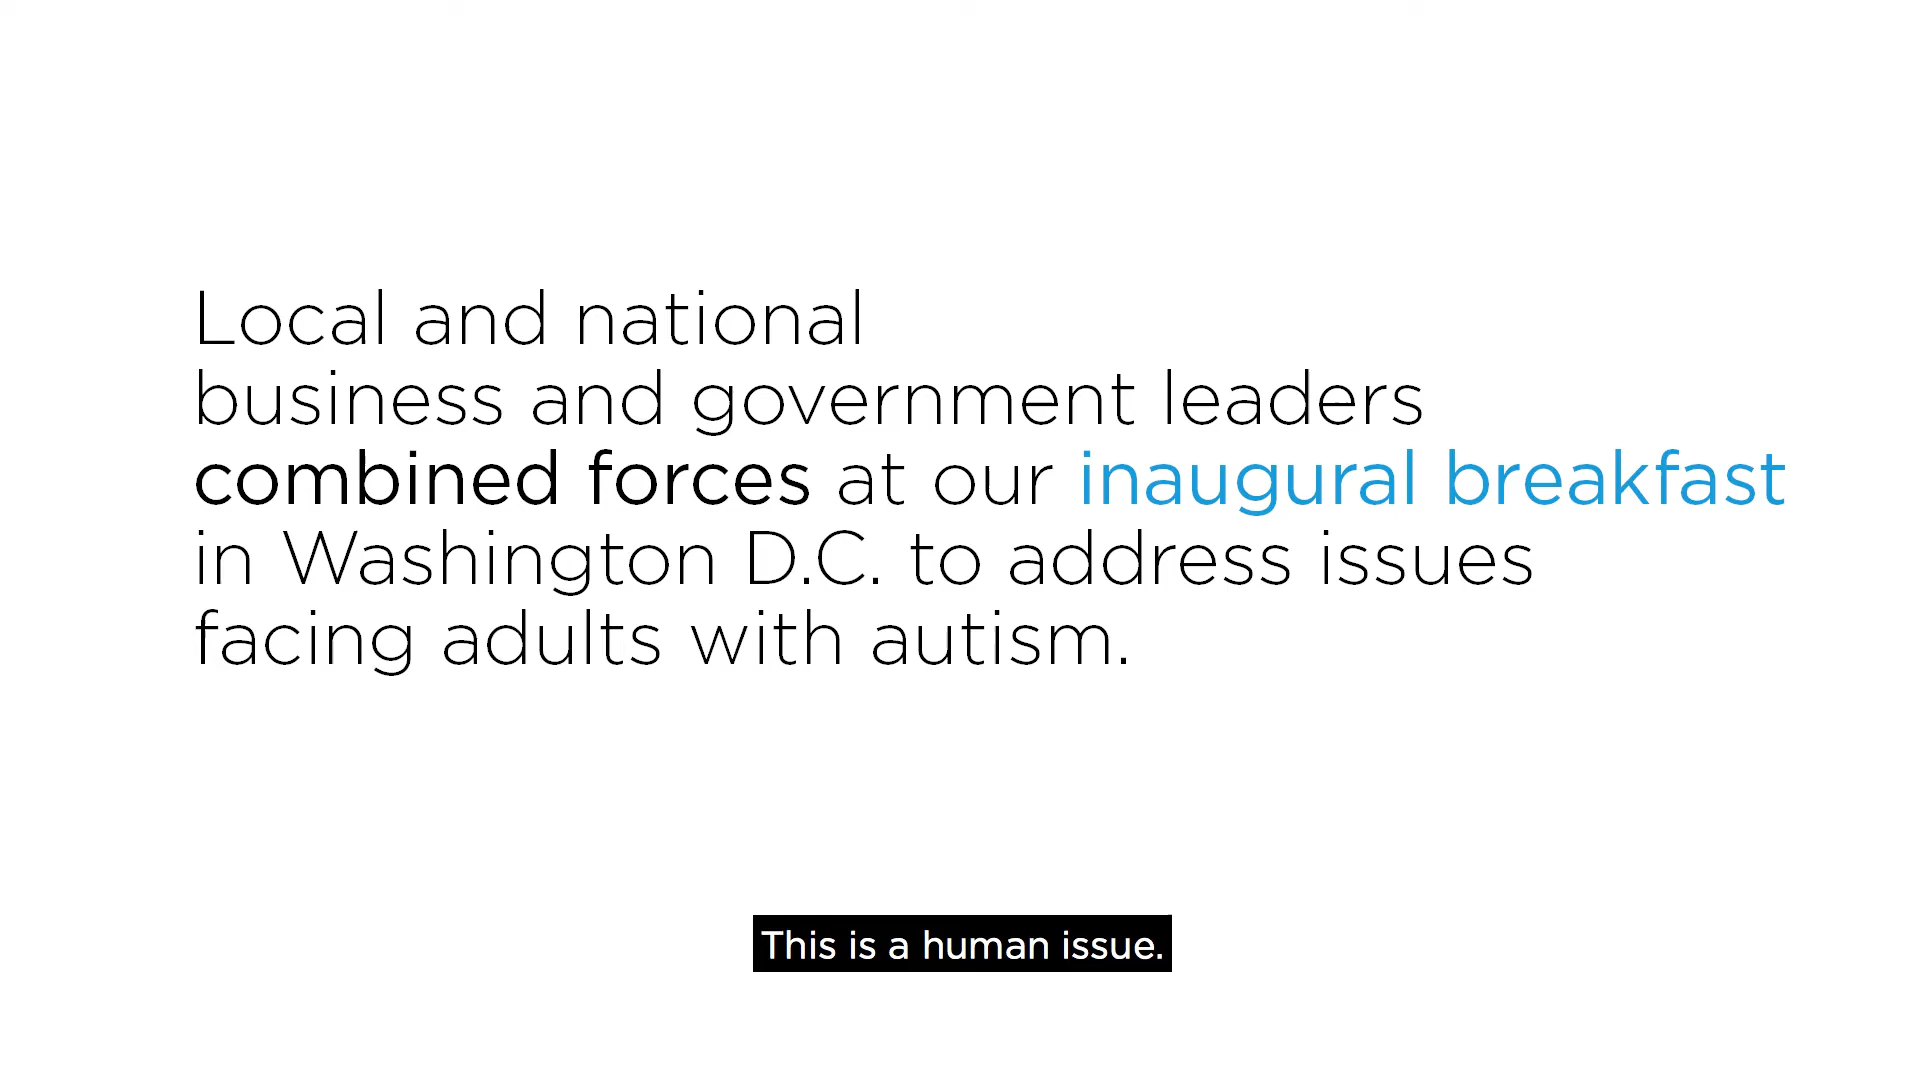 Local and national
business and government leaders
combined forces at our inaugural breakfast
in Washington D.C. to address issues
facing adults with autism.
This is a human issue.